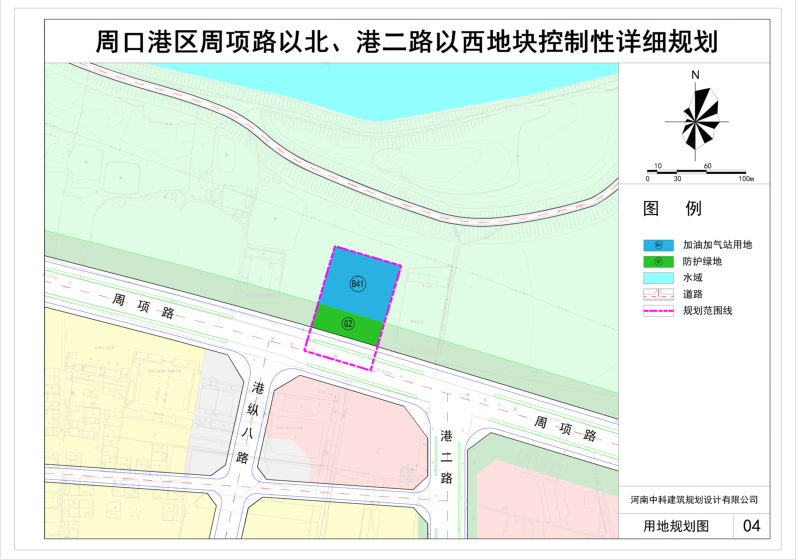 周口港区周项路以北、港二路以西地块控制性详细规划
N
10 60
0 30 100m
图 例
B41 加油加气站用地
G2 防护绿地
水域
道路
规划范围线
B41
G2
周项路
港纵八路
港二路
周项路
河南中科建筑规划设计有限公司
用地规划图 04